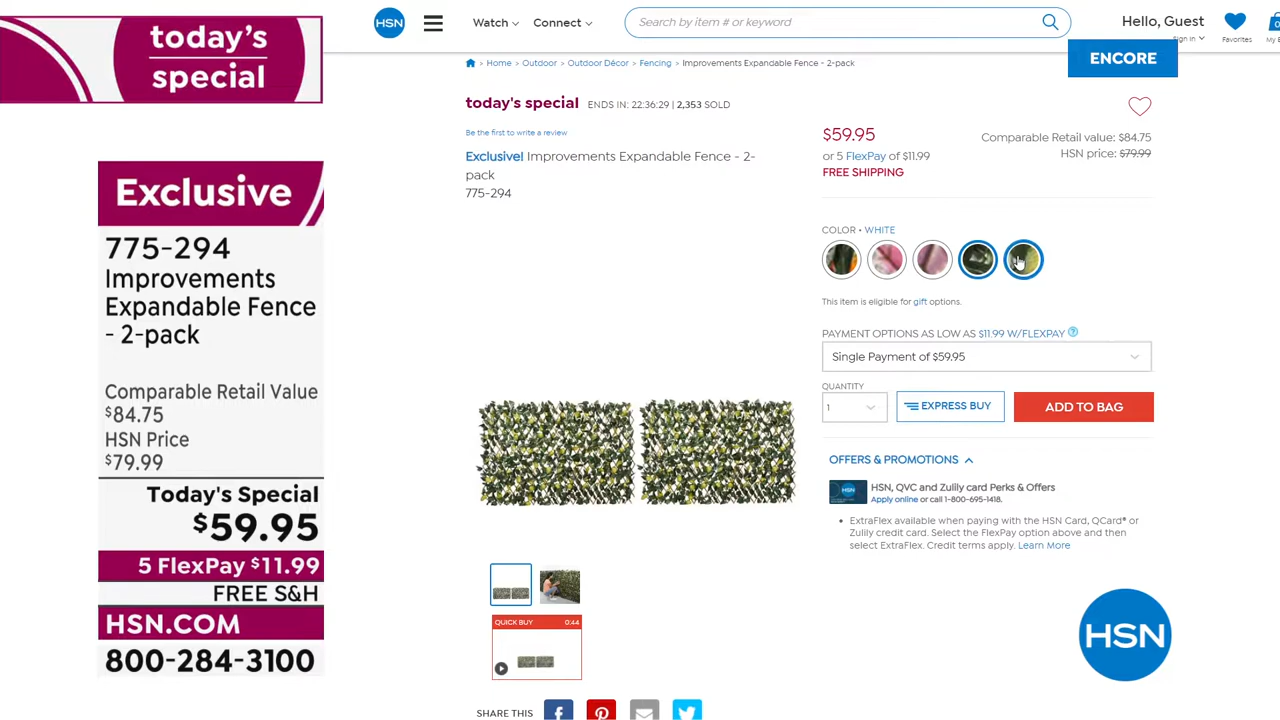 today's
special
Exclusive
775-294
Improvements
Expandable Fence
- 2-pack
Comparable Retail Value
$84.75
HSN Price
$79.99
Today's Special
$59.95
5 FlexPay $11.99
FREE S&H
HSN.COM
800-284-3100
HSN
Watch
Connect
Search by item # or keyword
Hello, Guest
Sign In
Favorites
0
ENCORE
> Home > Outdoor > Outdoor Décor > Fencing > Improvements Expandable Fence - 2-pack
today's special ENDS IN: 22:36:29 | 2,353 SOLD
Be the first to write a review
Exclusive! Improvements Expandable Fence - 2-
pack
775-294
$59.95
or 5 FlexPay of $11.99
FREE SHIPPING
Comparable Retail value: $84.75
HSN price: $79.99
COLOR • WHITE
This item is eligible for gift options.
PAYMENT OPTIONS AS LOW AS $11.99 W/FLEXPAY ?
Single Payment of $59.95
QUANTITY
1
EXPRESS BUY
ADD TO BAG
OFFERS & PROMOTIONS
HSN, QVC and Zulily card Perks & Offers
Apply online or call 1-800-695-1418.
• ExtraFlex available when paying with the HSN Card, QCard® or
Zulily credit card. Select the FlexPay option above and then
select ExtraFlex. Credit terms apply. Learn More
QUICK BUY 0:44
SHARE THIS
HSN